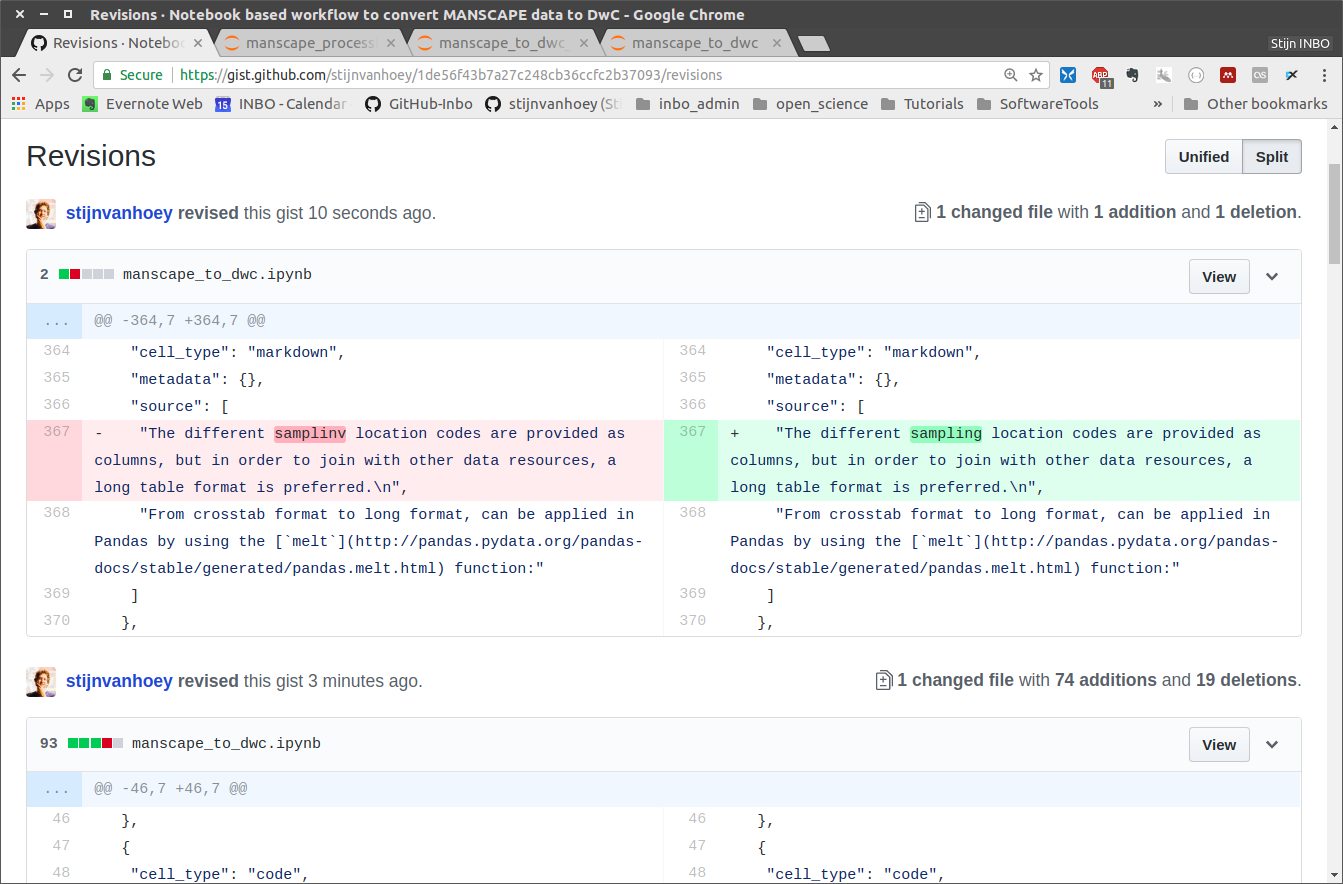 Revisions · Notebook based workflow to convert MANSCAPE data to DwC - Google Chrome
Revisions · Notebo
manscape_process
manscape_to_dwc_
manscape_to_dwc
Stijn INBO
Secure https://gist.github.com/stijnvanhoey/1de56f43b7a27c248cb36ccfc2b37093/revisions
ABP 11 OS
Apps Evernote Web 15 INBO - Calendar GitHub-Inbo stijnvanhoey (St inbo_admin open_science Tutorials SoftwareTools » Other bookmarks
Revisions
Unified Split
stijnvanhoey revised this gist 10 seconds ago.
1 changed file with 1 addition and 1 deletion.
2 manscape_to_dwc.ipynb View
... @@ -364,7 +364,7 @@
364 "cell_type": "markdown",
365 "metadata": {},
366 "source": [
367 - "The different samplinv location codes are provided as
columns, but in order to join with other data resources, a
long table format is preferred.\n",
368 "From crosstab format to long format, can be applied in
Pandas by using the [`melt`](http://pandas.pydata.org/pandas-
docs/stable/generated/pandas.melt.html) function:"
369 ]
370 },
364 "cell_type": "markdown",
365 "metadata": {},
366 "source": [
367 + "The different sampling location codes are provided as
columns, but in order to join with other data resources, a
long table format is preferred.\n",
368 "From crosstab format to long format, can be applied in
Pandas by using the [`melt`](http://pandas.pydata.org/pandas-
docs/stable/generated/pandas.melt.html) function:"
369 ]
370 },
stijnvanhoey revised this gist 3 minutes ago.
1 changed file with 74 additions and 19 deletions.
93 manscape_to_dwc.ipynb View
... @@ -46,7 +46,7 @@
46 },
47 {
48 "cell_type": "code",
46 },
47 {
48 "cell_type": "code",